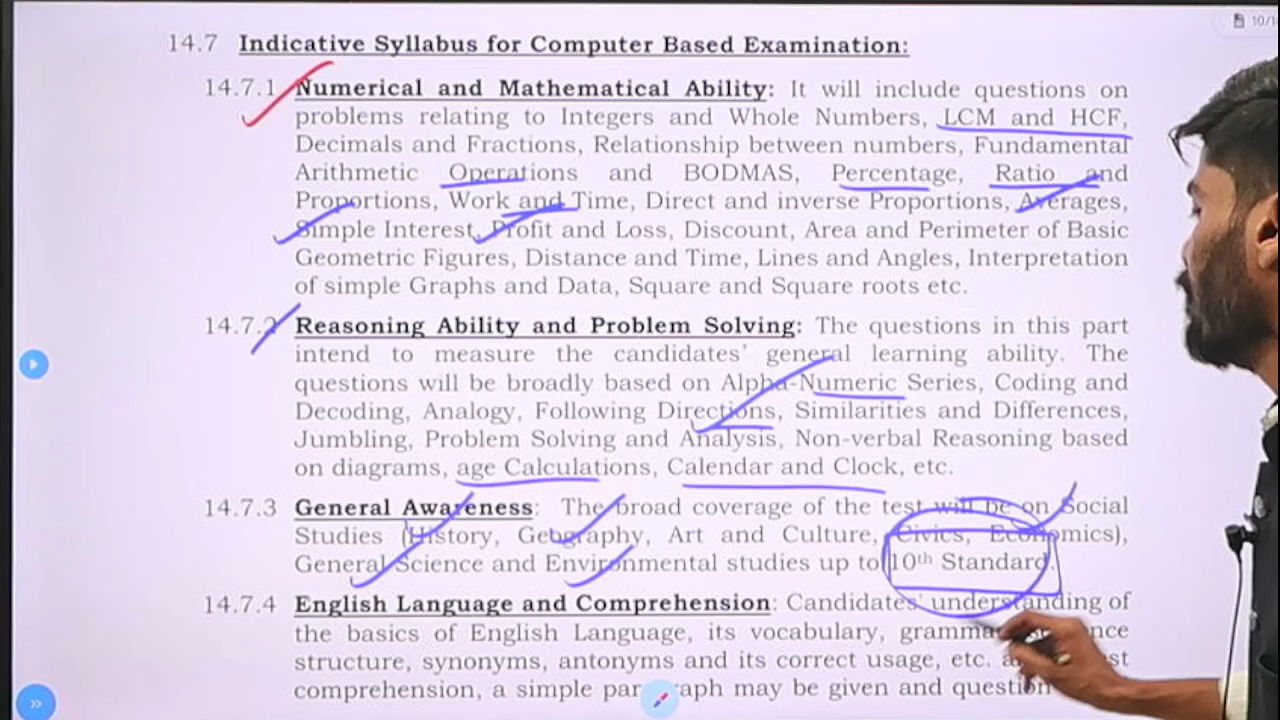 10/1
14.7 Indicative Syllabus for Computer Based Examination:
14.7.1 Numerical and Mathematical Ability: It will include questions on
problems relating to Integers and Whole Numbers, LCM and HCF,
Decimals and Fractions, Relationship between numbers, Fundamental
Arithmetic Operations and BODMAS, Percentage, Ratio and
Proportions, Work and Time, Direct and inverse Proportions, Averages,
Simple Interest, Profit and Loss, Discount, Area and Perimeter of Basic
Geometric Figures, Distance and Time, Lines and Angles, Interpretation
of simple Graphs and Data, Square and Square roots etc.
14.7.2 Reasoning Ability and Problem Solving: The questions in this part
intend to measure the candidates' general learning ability. The
questions will be broadly based on Alpha-Numeric Series, Coding and
Decoding, Analogy, Following Directions, Similarities and Differences,
Jumbling, Problem Solving and Analysis, Non-verbal Reasoning based
on diagrams, age Calculations, Calendar and Clock, etc.
14.7.3 General Awareness: The broad coverage of the test will be on Social
Studies (History, Geography, Art and Culture, Civics, Economics),
General Science and Environmental studies up to 10th Standard.
14.7.4 English Language and Comprehension: Candidates' understanding of
the basics of English Language, its vocabulary, grammar,
structure, synonyms, antonyms and its correct usage, etc.
comprehension, a simple paragraph may be given and question